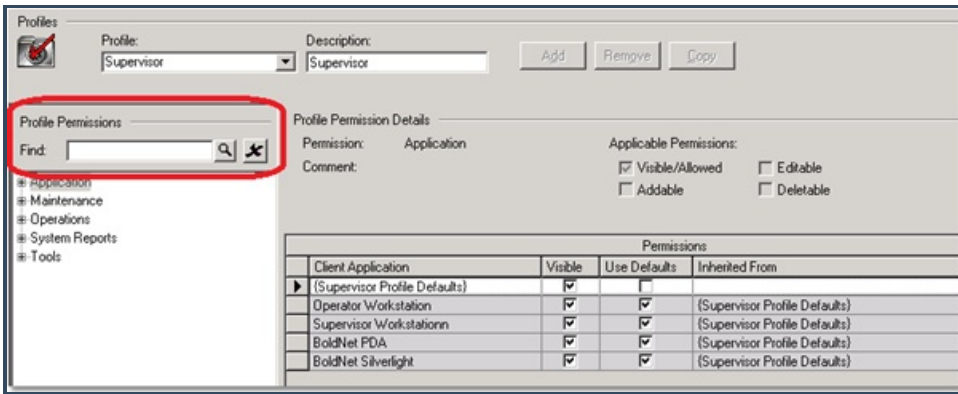 Profiles
Profile:
Description:
Supervisor
Supervisor
Add
Remove
Copy
Profile Permissions
Find:
Application
Maintenance
Operations
System Reports
Tools
Profile Permission Details
Permission: Application
Comment:
Applicable Permissions:
Visible/Allowed
Editable
Addable
Deletable
Permissions
Client Application Visible Use Defaults Inherited From
{Supervisor Profile Defaults}
Operator Workstation {Supervisor Profile Defaults}
Supervisor Workstationn {Supervisor Profile Defaults}
BoldNet PDA {Supervisor Profile Defaults}
BoldNet Silverlight {Supervisor Profile Defaults}